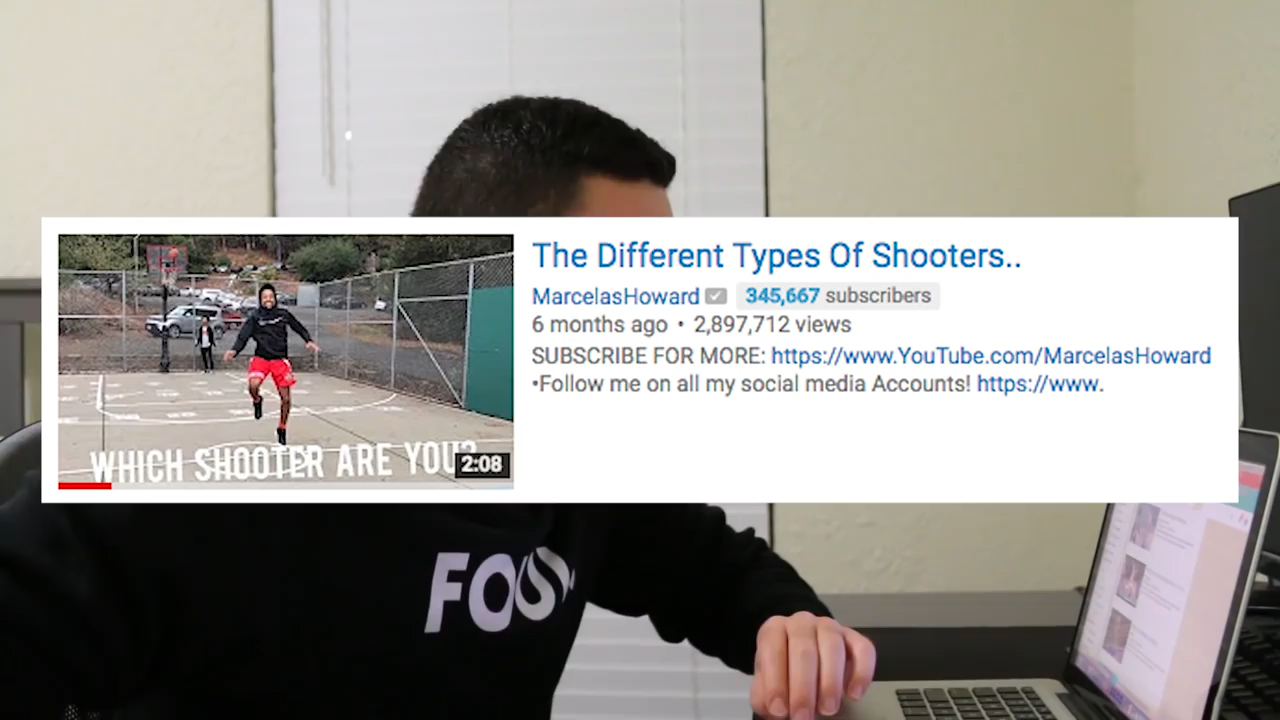 The Different Types Of Shooters..
MarcelasHoward 345,667 subscribers
6 months ago • 2,897,712 views
SUBSCRIBE FOR MORE: https://www.YouTube.com/MarcelasHoward
•Follow me on all my social media Accounts! https://www.
WHICH SHOOTER ARE YOU?
2:08